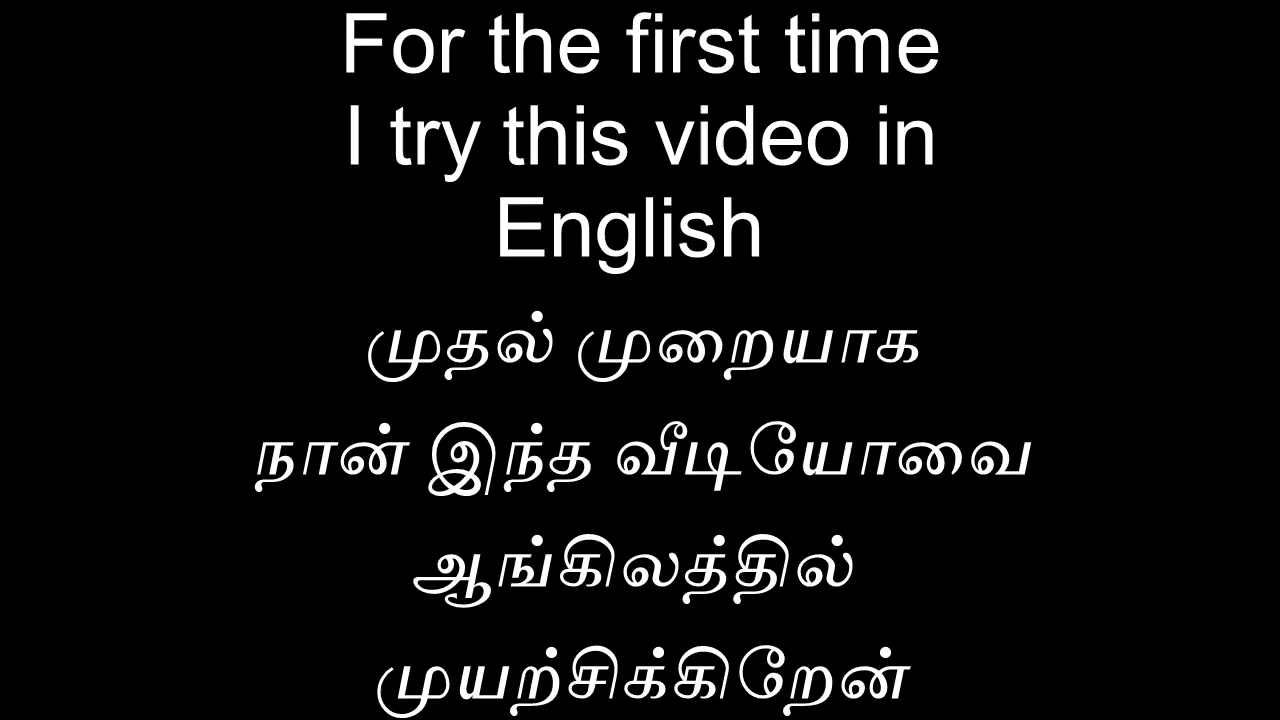 For the first time
I try this video in
English
முதல் முறையாக
நான் இந்த வீடியோவை
ஆங்கிலத்தில்
முயற்சிக்கிறேன்